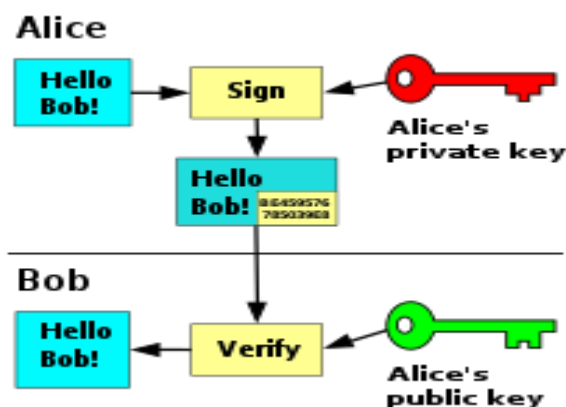 Alice
Hello
Bob!
Sign
Alice's
private key
Hello
Bob!
Bob
Hello
Bob!
Verify
Alice's
public key